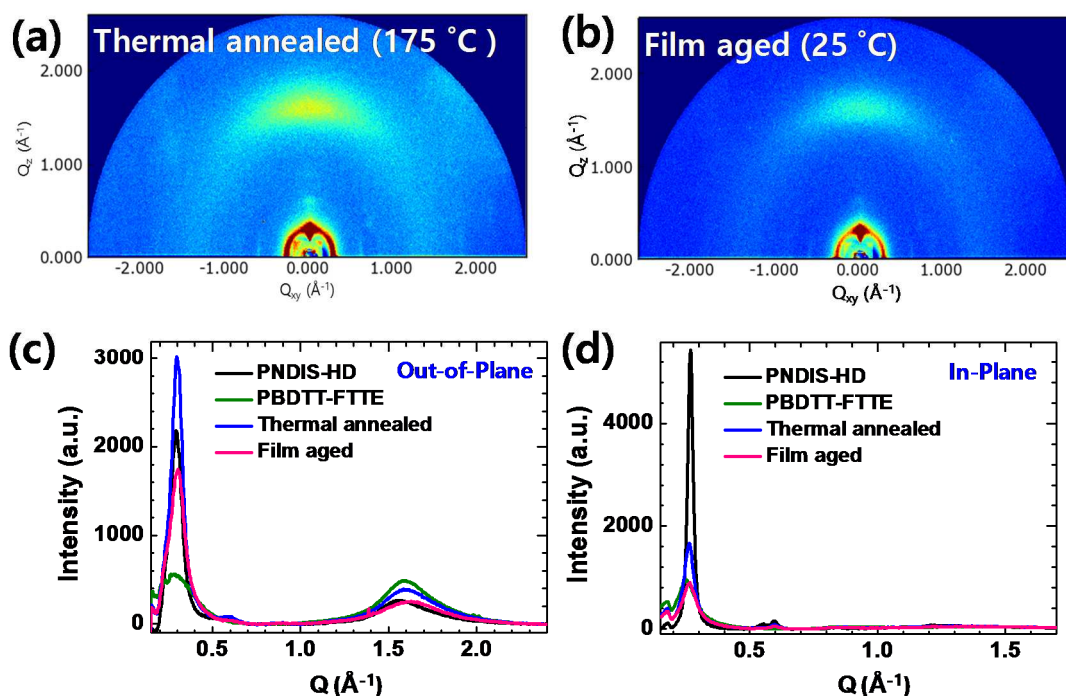 (a)
Thermal annealed (175 ˚C )
2.000
1.000
0.000
Qz (Å-1)
-2.000 -1.000 0.000 1.000 2.000
Qxy (Å-1)
(b)
Film aged (25 ˚C)
2.000
1.000
0.000
Qz (Å-1)
-2.000 -1.000 0.000 1.000 2.000
Qxy (Å-1)
(c)
Out-of-Plane
PNDIS-HD
PBDTT-FTTE
Thermal annealed
Film aged
3000
2000
1000
0
Intensity (a.u.)
0.5 1.0 1.5 2.0
Q (Å-1)
(d)
In-Plane
PNDIS-HD
PBDTT-FTTE
Thermal annealed
Film aged
4000
2000
0
Intensity (a.u.)
0.5 1.0 1.5
Q (Å-1)